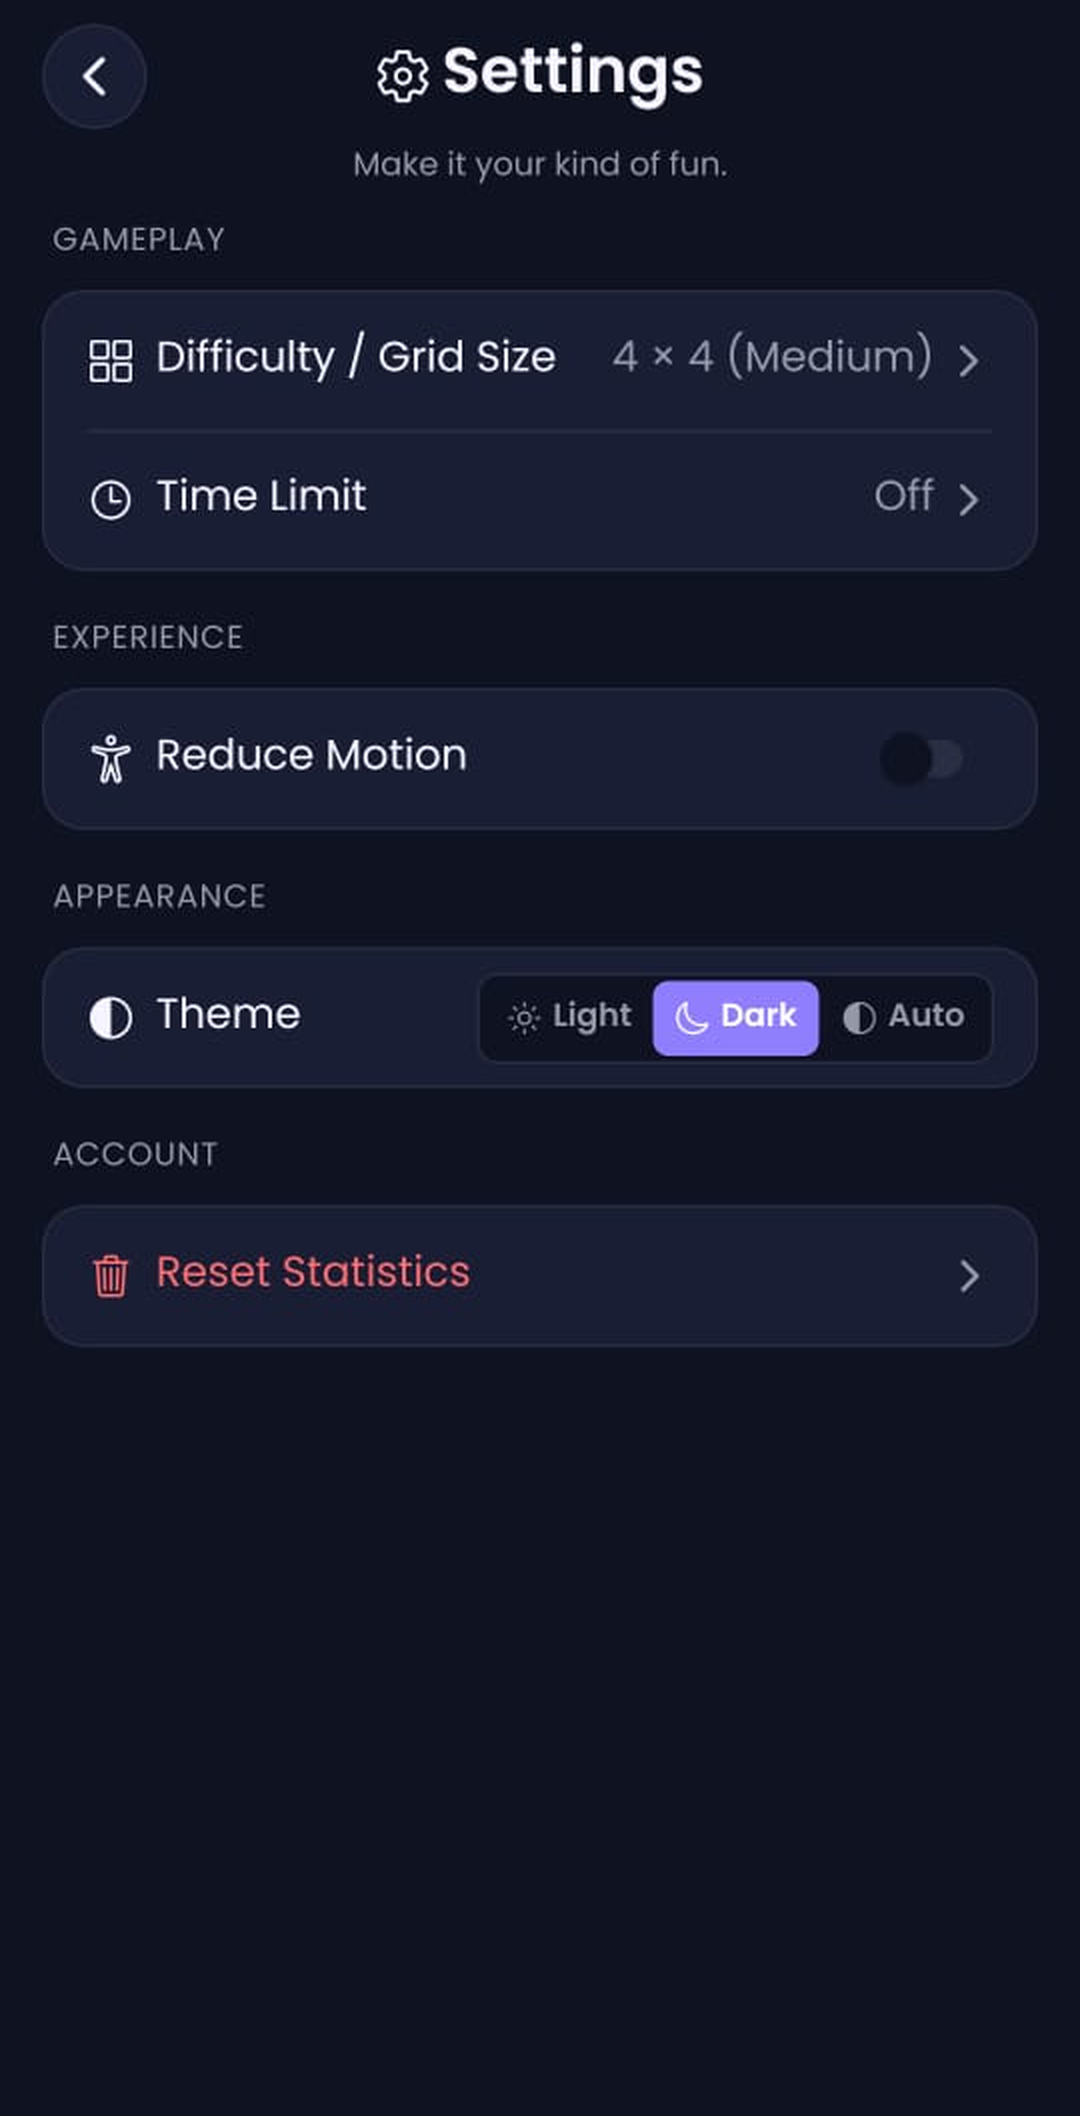 Settings
Make it your kind of fun.
GAMEPLAY
Difficulty / Grid Size 4 × 4 (Medium)
Time Limit Off
EXPERIENCE
Reduce Motion
APPEARANCE
Theme Light Dark Auto
ACCOUNT
Reset Statistics